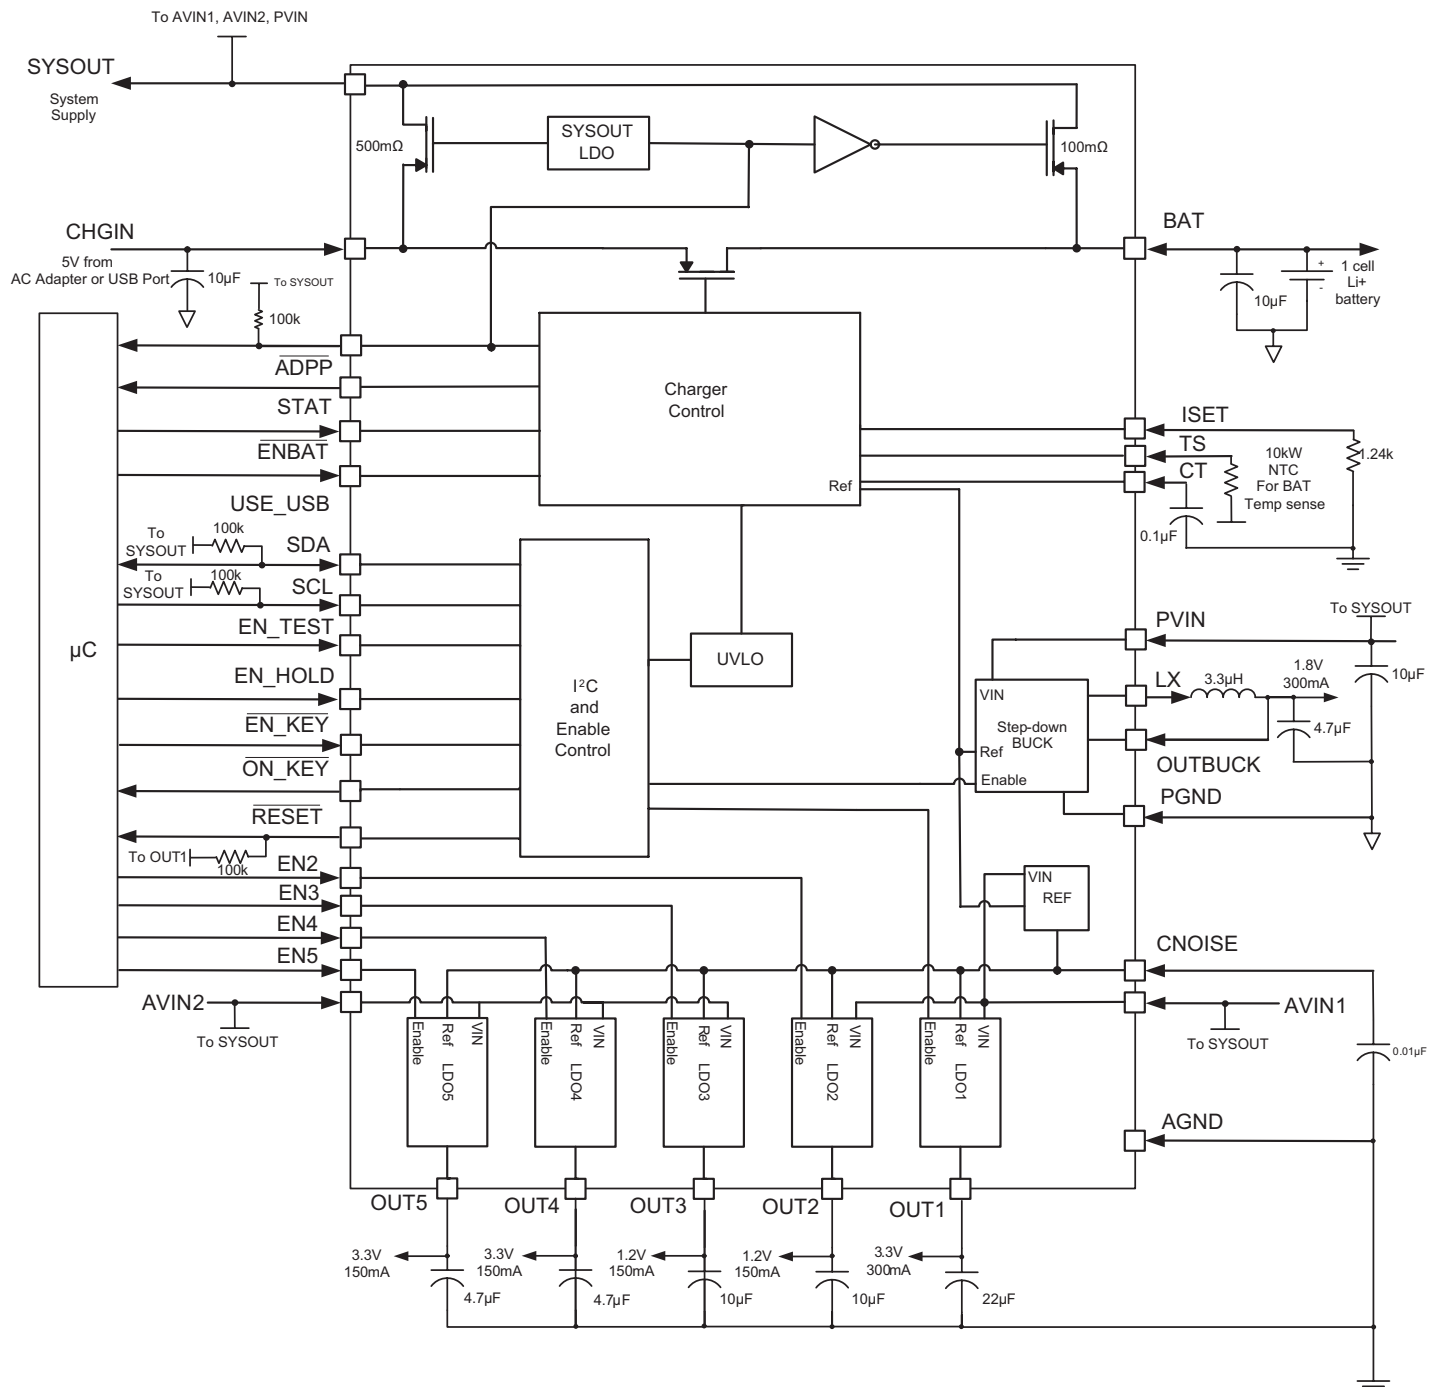 To AVIN1, AVIN2, PVIN
SYSOUT
System
Supply
500mΩ
SYSOUT
LDO
100mΩ
CHGIN
5V from
AC Adapter or USB Port
10µF
To SYSOUT
100k
BAT
10µF
+
-
1 cell
Li+
battery
µC
ADPP
STAT
ENBAT
USE_USB
Charger
Control
Ref
ISET
TS
CT
10kW
NTC
For BAT
Temp sense
1.24k
0.1µF
To
SYSOUT
100k
SDA
To
SYSOUT
100k
SCL
EN_TEST
EN_HOLD
EN_KEY
ON_KEY
RESET
To OUT1
100k
EN2
EN3
EN4
EN5
I²C
and
Enable
Control
UVLO
VIN
Step-down
BUCK
Ref
Enable
PVIN
To SYSOUT
10µF
LX
3.3µH
1.8V
300mA
4.7µF
OUTBUCK
PGND
VIN
REF
CNOISE
AVIN1
To SYSOUT
0.01µF
AGND
AVIN2
To SYSOUT
Enable
Ref LDO5
VIN
Enable
Ref LDO4
VIN
Enable
Ref LDO3
VIN
Enable
Ref LDO2
VIN
Enable
Ref LDO1
VIN
OUT5
OUT4
OUT3
OUT2
OUT1
3.3V
150mA
4.7µF
3.3V
150mA
4.7µF
1.2V
150mA
10µF
1.2V
150mA
10µF
3.3V
300mA
22µF